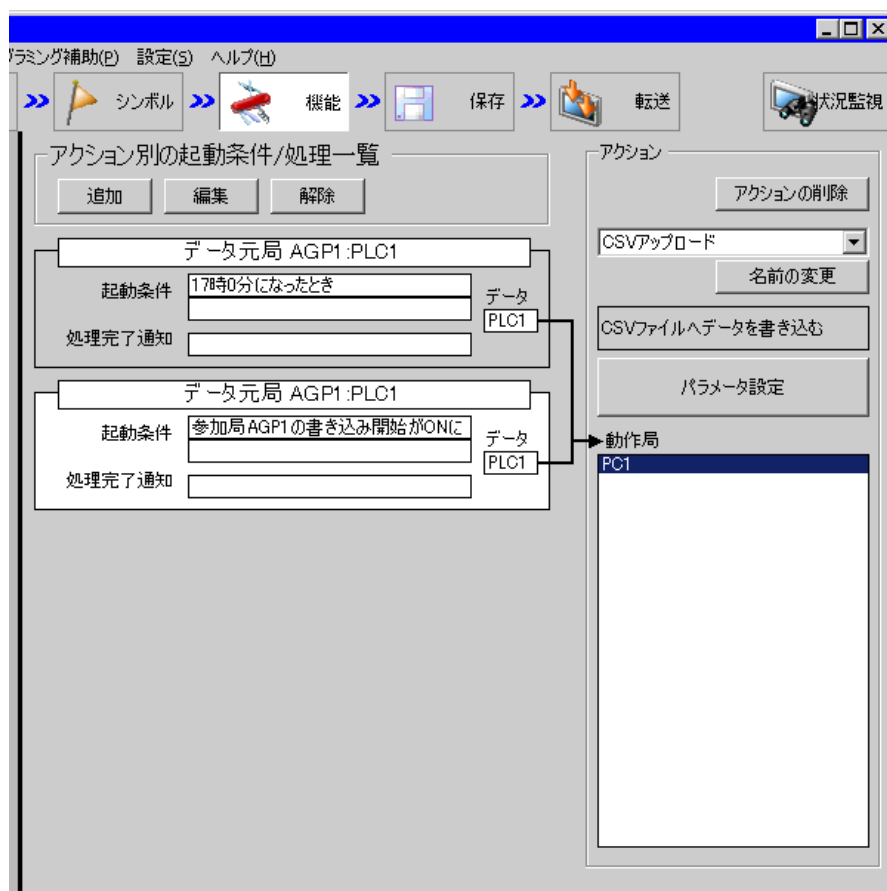 ラミング補助(P) 設定(S) ヘルプ(H)
シンボル 機能 保存 転送 状況監視
アクション別の起動条件/処理一覧
追加 編集 解除
データ元局 AGP1:PLC1
起動条件 17時0分になったとき
データ
PLC1
処理完了通知
データ元局 AGP1:PLC1
起動条件 参加局AGP1の書き込み開始がONに
データ
PLC1
処理完了通知
アクション
アクションの削除
CSVアップロード
名前の変更
CSVファイルへデータを書き込む
パラメータ設定
動作局
PC1